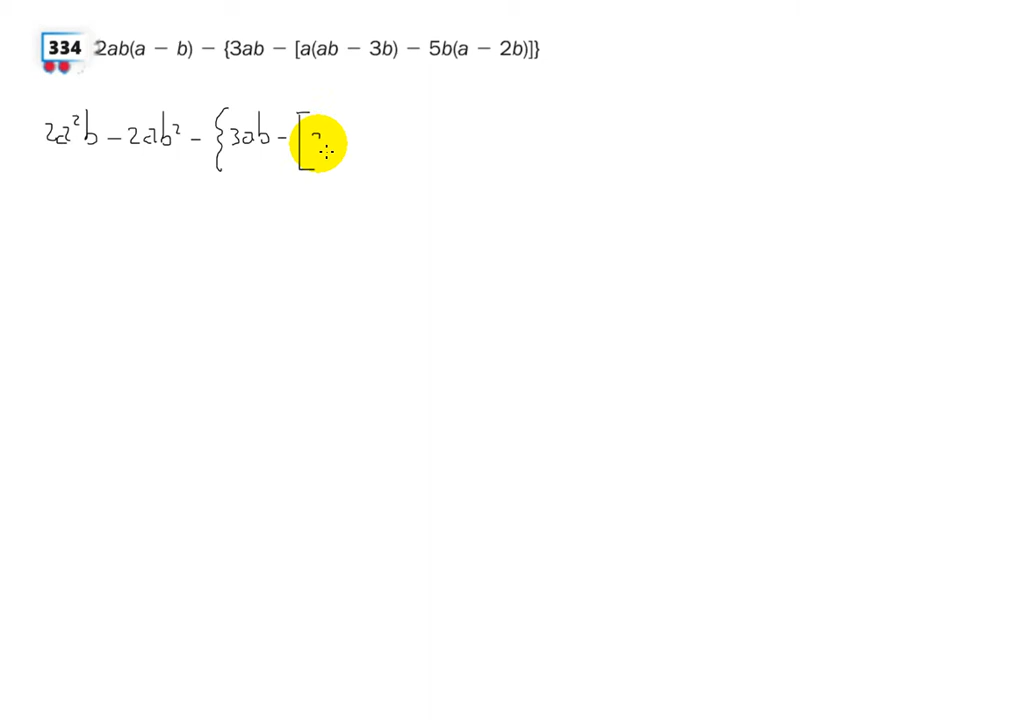 334 2ab(a − b) − {3ab − [a(ab − 3b) − 5b(a − 2b)]}
2a²b − 2ab² − {3ab − [